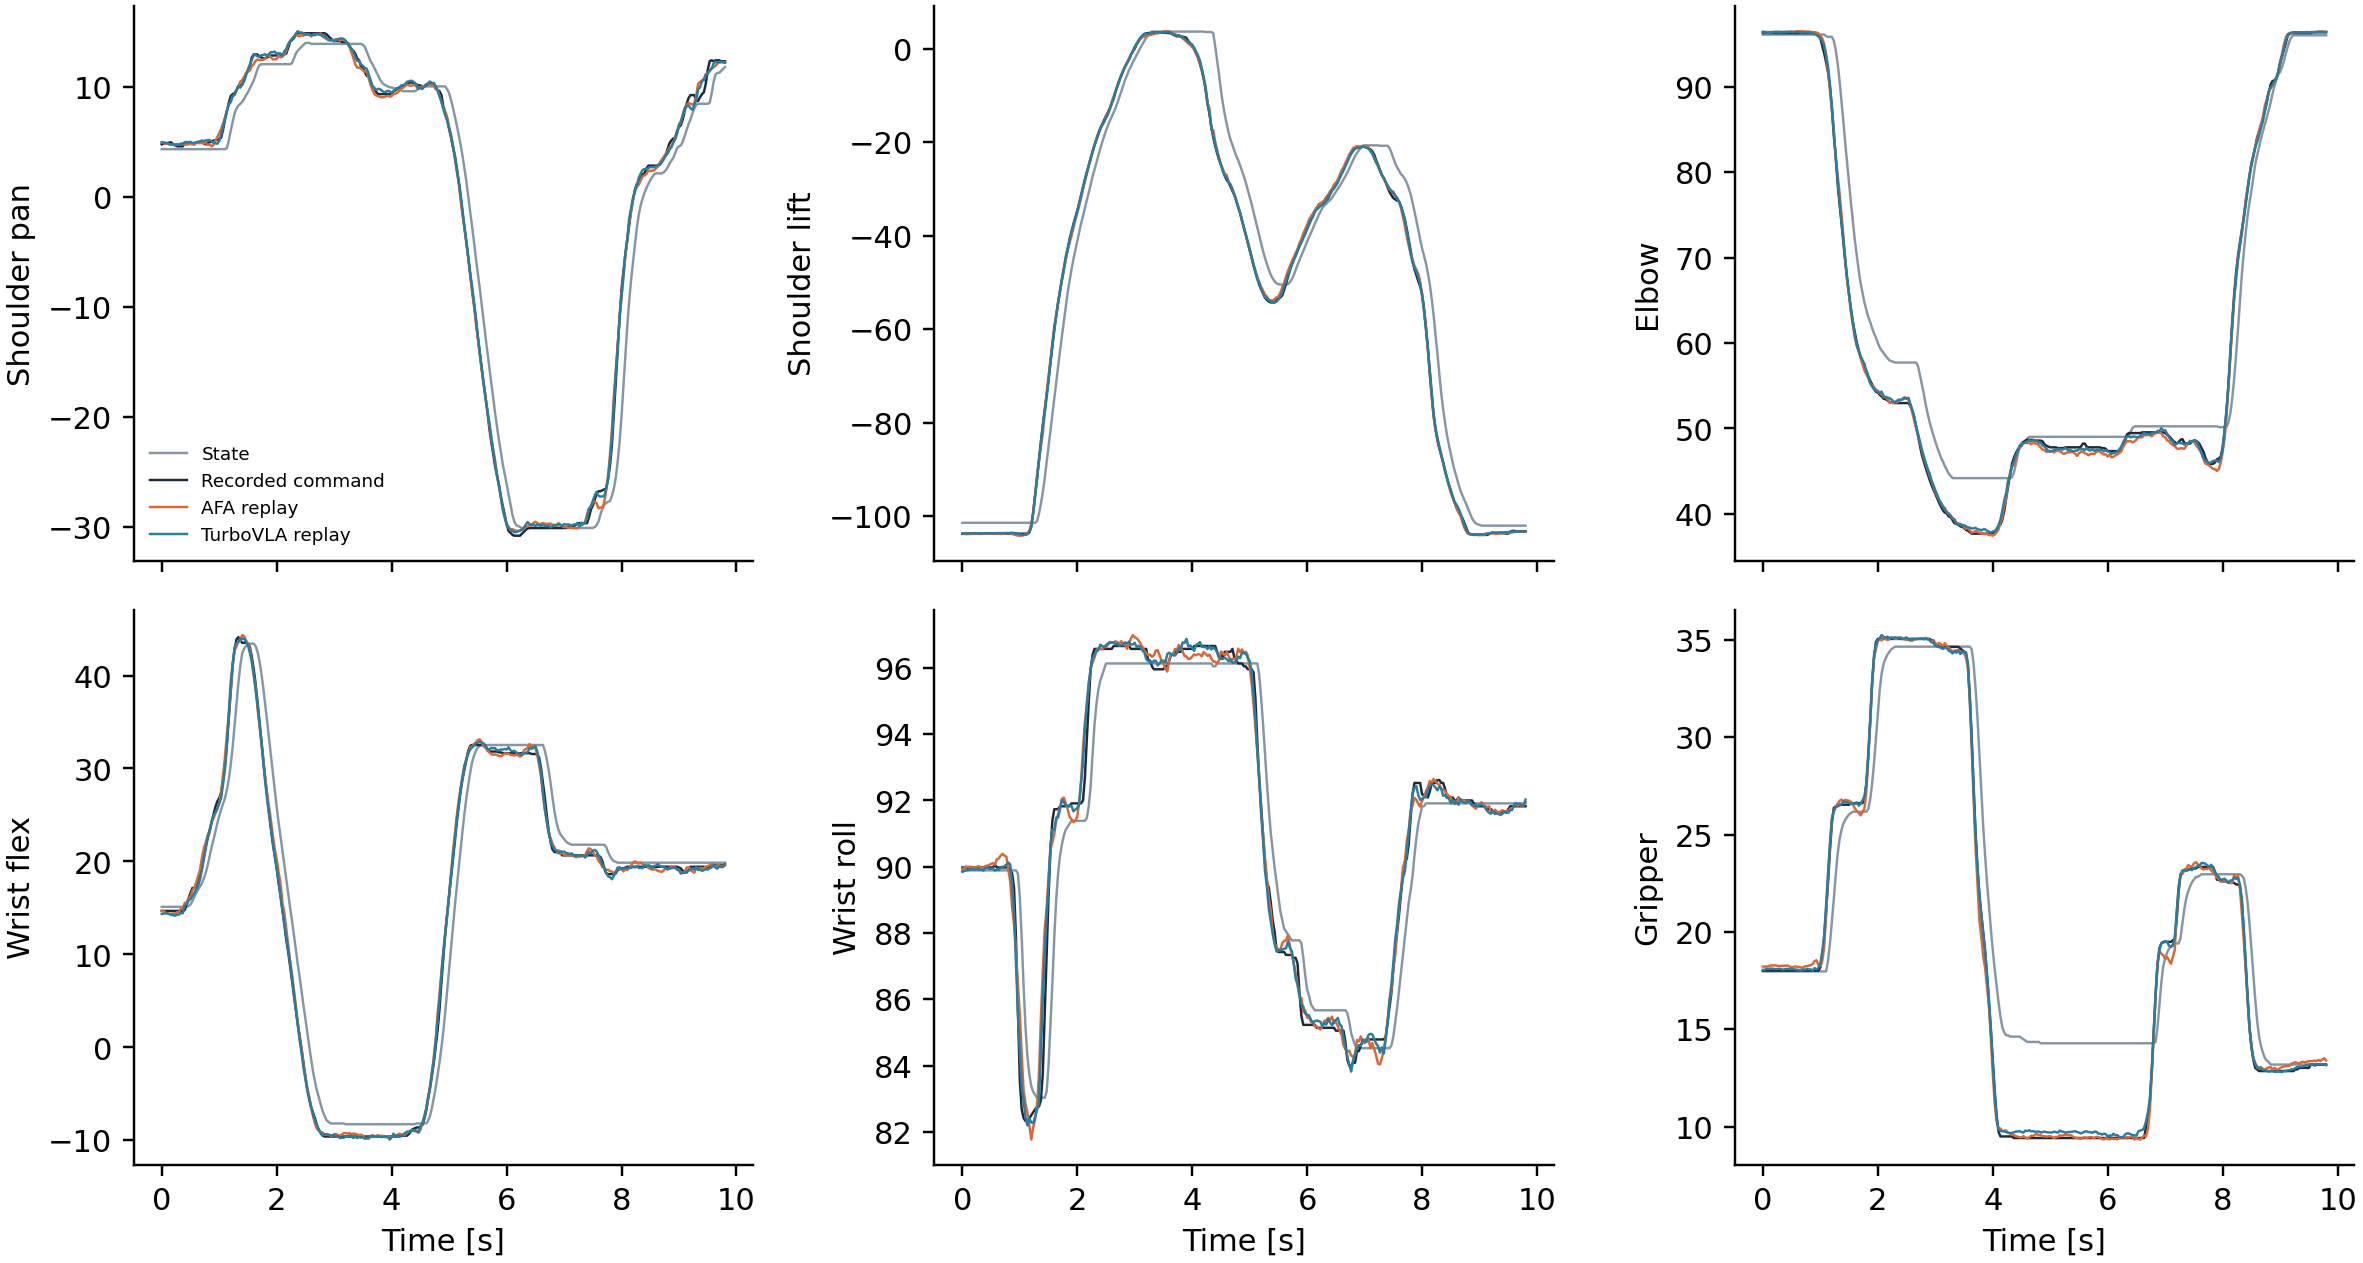 Shoulder pan
10
0
−10
−20
−30
State
Recorded command
AFA replay
TurboVLA replay
Shoulder lift
0
−20
−40
−60
−80
−100
Elbow
90
80
70
60
50
40
Wrist flex
40
30
20
10
0
−10
0 2 4 6 8 10
Time [s]
Wrist roll
96
94
92
90
88
86
84
82
0 2 4 6 8 10
Time [s]
Gripper
35
30
25
20
15
10
0 2 4 6 8 10
Time [s]